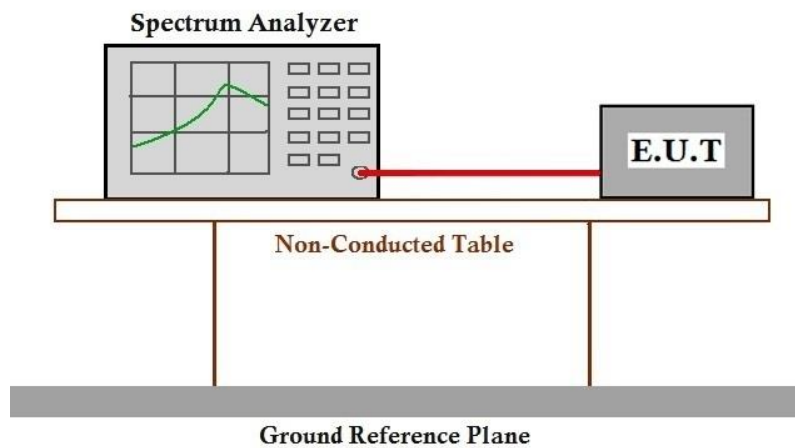 Spectrum Analyzer
E.U.T
Non-Conducted Table
Ground Reference Plane